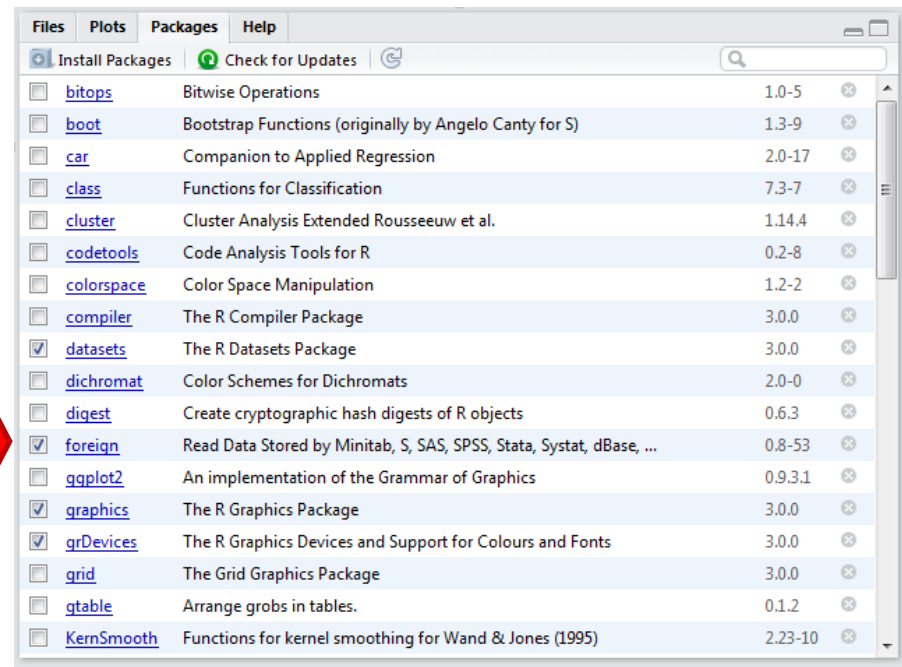 Files Plots Packages Help
Install Packages Check for Updates
bitops Bitwise Operations 1.0-5
boot Bootstrap Functions (originally by Angelo Canty for S) 1.3-9
car Companion to Applied Regression 2.0-17
class Functions for Classification 7.3-7
cluster Cluster Analysis Extended Rousseeuw et al. 1.14.4
codetools Code Analysis Tools for R 0.2-8
colorspace Color Space Manipulation 1.2-2
compiler The R Compiler Package 3.0.0
datasets The R Datasets Package 3.0.0
dichromat Color Schemes for Dichromats 2.0-0
digest Create cryptographic hash digests of R objects 0.6.3
foreign Read Data Stored by Minitab, S, SAS, SPSS, Stata, Systat, dBase, ... 0.8-53
ggplot2 An implementation of the Grammar of Graphics 0.9.3.1
graphics The R Graphics Package 3.0.0
grDevices The R Graphics Devices and Support for Colours and Fonts 3.0.0
grid The Grid Graphics Package 3.0.0
gtable Arrange grobs in tables. 0.1.2
KernSmooth Functions for kernel smoothing for Wand & Jones (1995) 2.23-10